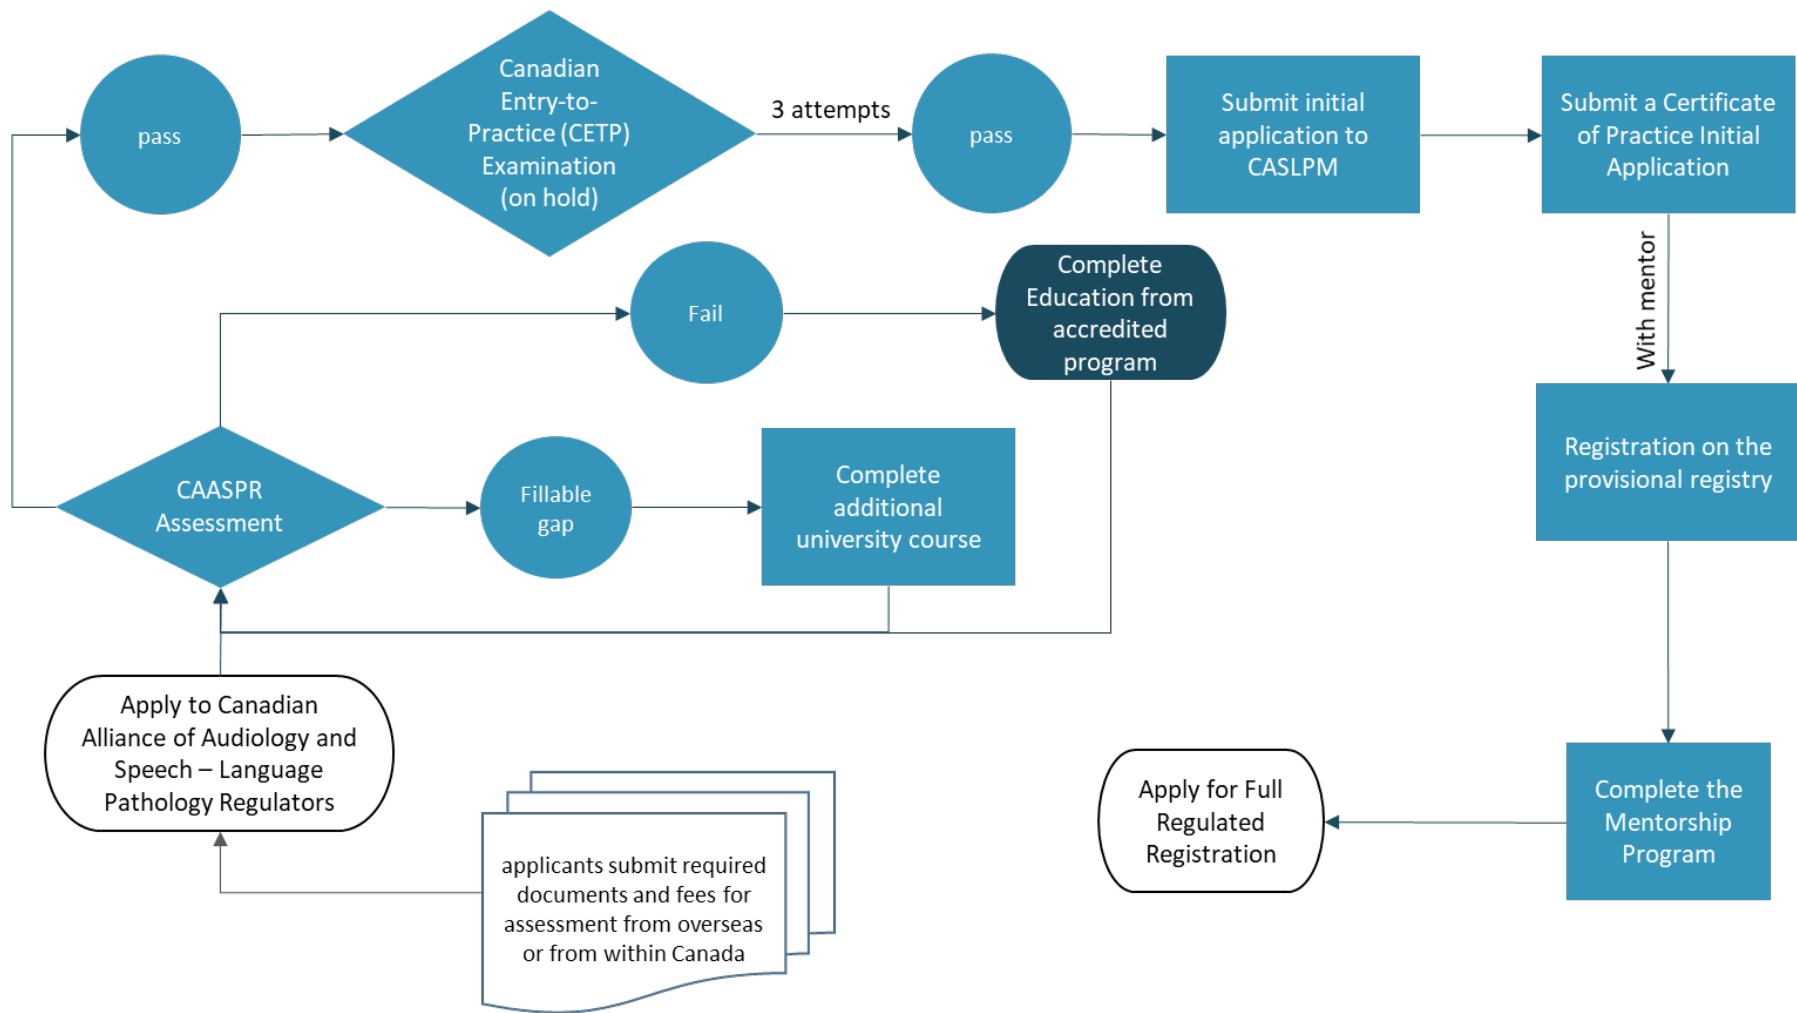 pass
Canadian
Entry-to-
Practice (CETP)
Examination
(on hold)
3 attempts
pass
Submit initial
application to
CASLPM
Submit a Certificate
of Practice Initial
Application
With mentor
Fail
Complete
Education from
accredited
program
CAASPR
Assessment
Fillable
gap
Complete
additional
university course
Registration on the
provisional registry
Apply to Canadian
Alliance of Audiology and
Speech – Language
Pathology Regulators
applicants submit required
documents and fees for
assessment from overseas
or from within Canada
Apply for Full
Regulated
Registration
Complete the
Mentorship
Program